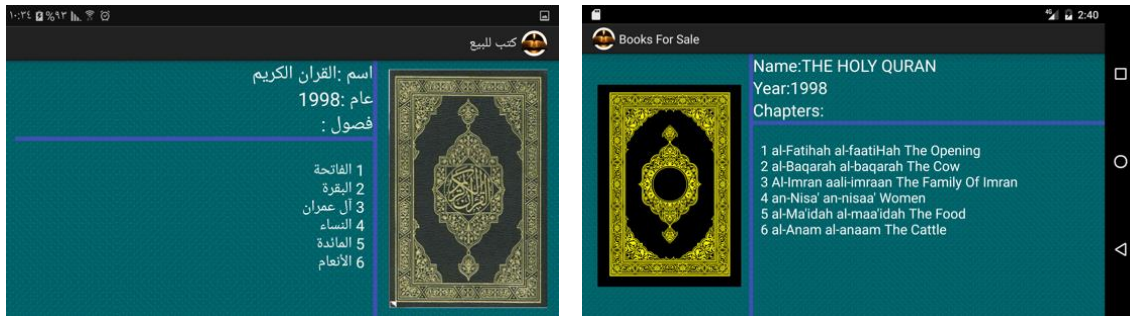 ١٠:٣٤ %٩٣
كتب للبيع
اسم :القران الكريم
عام :1998
فصول :
1 الفاتحة
2 البقرة
3 آل عمران
4 النساء
5 المائدة
6 الأنعام
القرآن الكريم
4G 2:40
Books For Sale
Name:THE HOLY QURAN
Year:1998
Chapters:
1 al-Fatihah al-faatiHah The Opening
2 al-Baqarah al-baqarah The Cow
3 Al-Imran aali-imraan The Family Of Imran
4 an-Nisa' an-nisaa' Women
5 al-Ma'idah al-maa'idah The Food
6 al-Anam al-anaam The Cattle